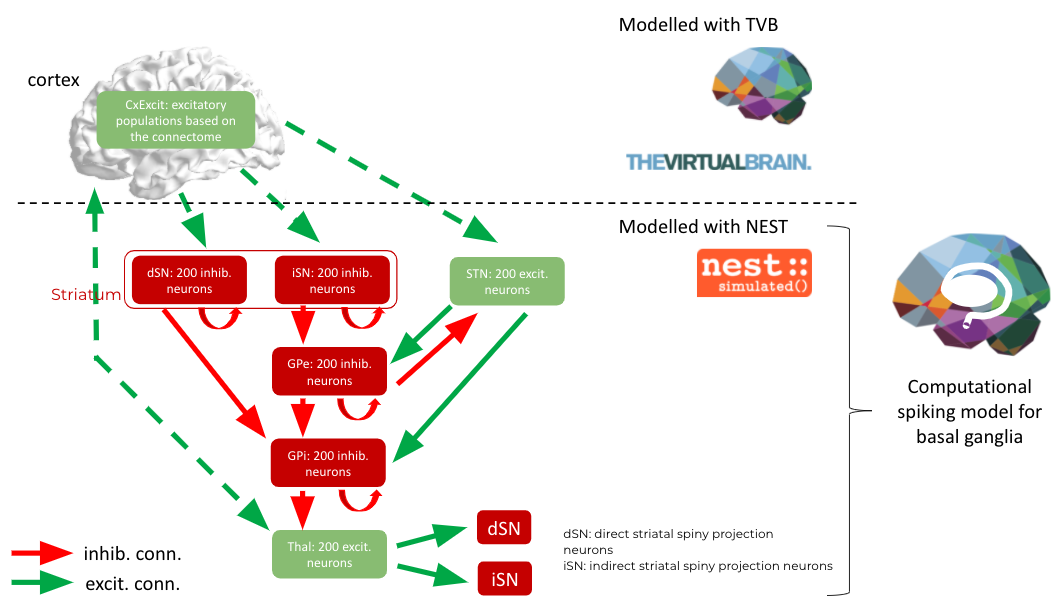 Modelled with TVB
cortex
CxExcit: excitatory
populations based on
the connectome
THEVIRTUALBRAIN.
Modelled with NEST
nest::
simulated()
dSN: 200 inhib.
neurons
iSN: 200 inhib.
neurons
STN: 200 excit.
neurons
Striatum
GPe: 200 inhib.
neurons
Computational
spiking model for
basal ganglia
GPi: 200 inhib.
neurons
Thal: 200 excit.
neurons
dSN
iSN
dSN: direct striatal spiny projection
neurons
iSN: indirect striatal spiny projection neurons
inhib. conn.
excit. conn.